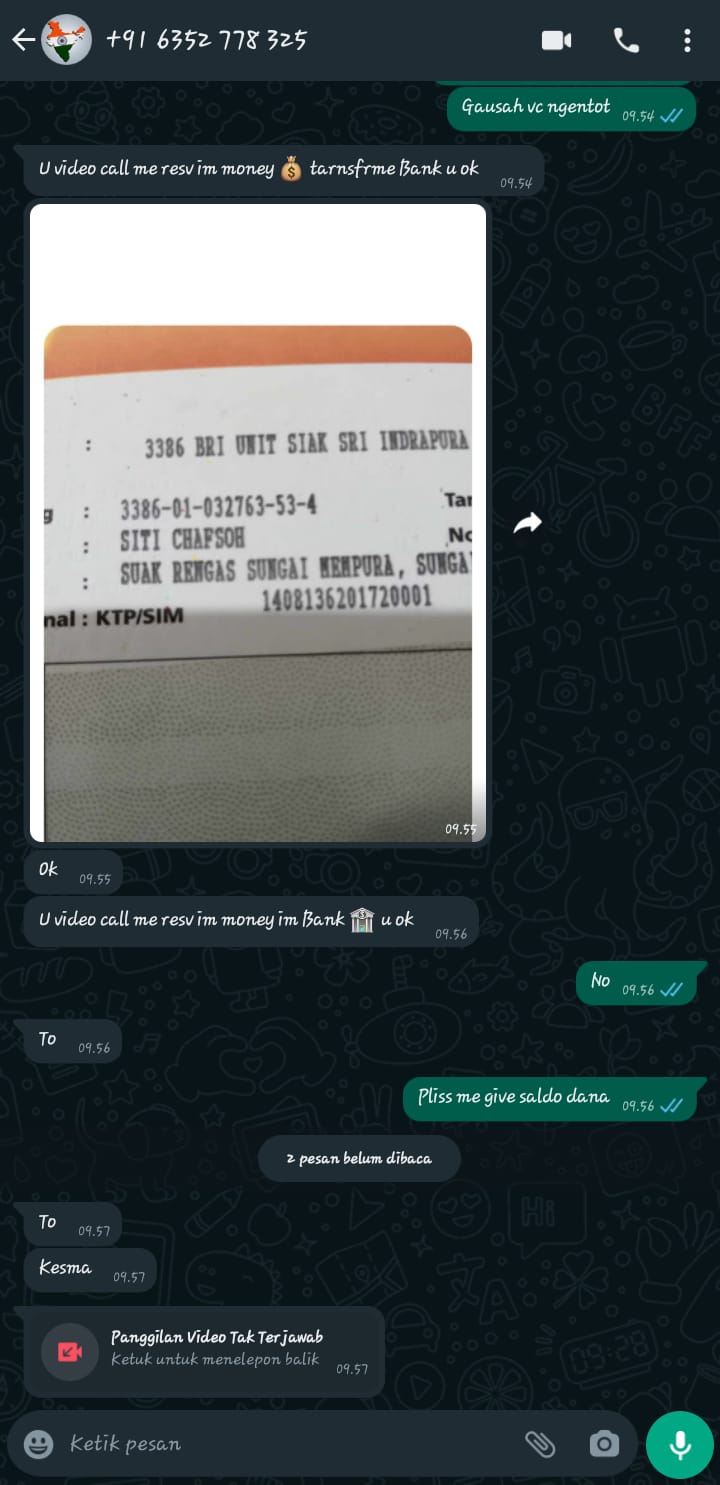 +91 6352 778 325
Gausah vc ngentot 09.54
U video call me resv im money 💰 tarnsfrme Bank u ok
09.54
: 3386 BRI UNIT SIAK SRI INDRAPURA
g : 3386-01-032763-53-4 Tan
: SITI CHAFSOH No
: SUAK RENGAS SUNGAI MEMPURA, SUNGA
1408136201720001
nal : KTP/SIM
09.55
Ok 09.55
U video call me resv im money im Bank 🏦 u ok
09.56
No 09.56
To 09.56
Pliss me give saldo dana 09.56
2 pesan belum dibaca
To 09.57
Kesma 09.57
Panggilan Video Tak Terjawab
Ketuk untuk menelepon balik 09.57
Ketik pesan